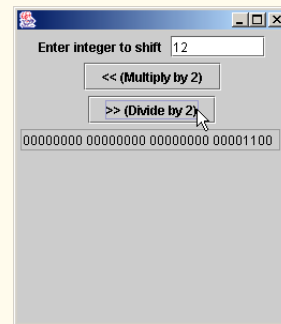 Enter integer to shift 12
<< (Multiply by 2)
>> (Divide by 2)
00000000 00000000 00000000 00001100